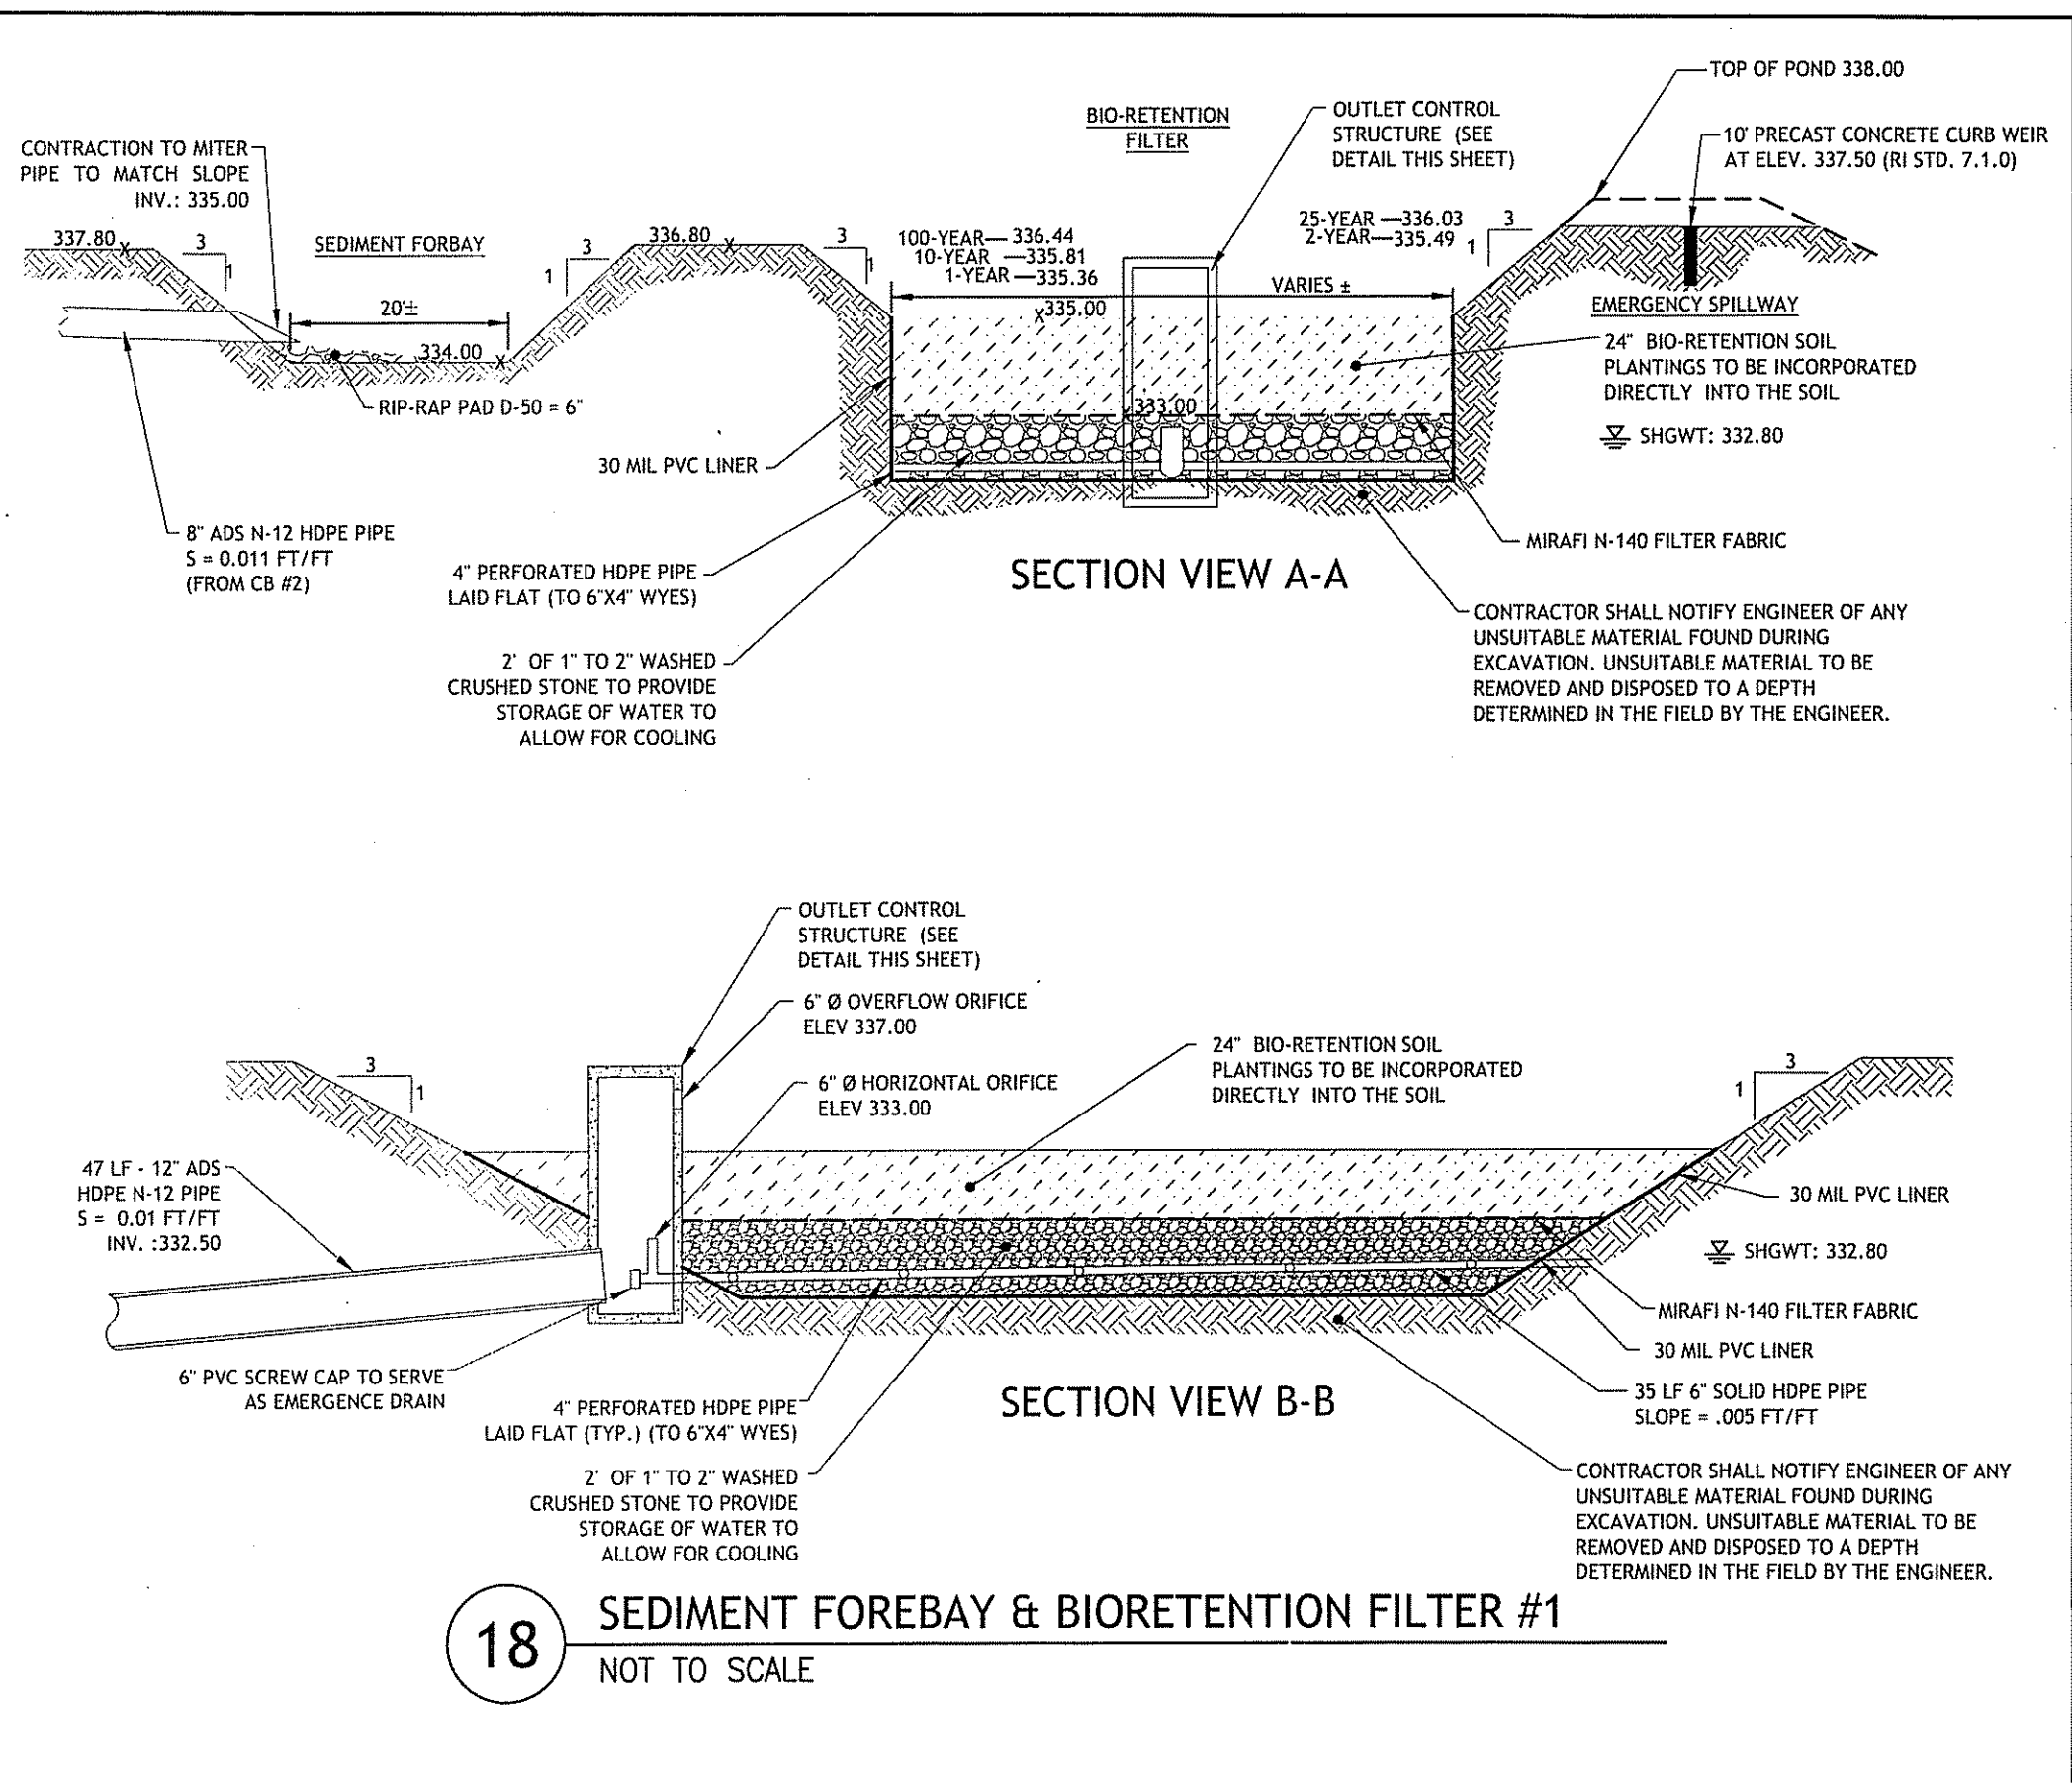 TOP OF POND 338.00
BIO-RETENTION
FILTER
OUTLET CONTROL
STRUCTURE (SEE
DETAIL THIS SHEET)
10' PRECAST CONCRETE CURB WEIR
AT ELEV. 337.50 (RI STD. 7.1.0)
CONTRACTION TO MITER
PIPE TO MATCH SLOPE
INV.: 335.00
337.80 x
3
1
SEDIMENT FORBAY
3
1
336.80 x
3
1
100-YEAR— 336.44
10-YEAR —335.81
1-YEAR —335.36
25-YEAR —336.03
2-YEAR—335.49
3
1
VARIES ±
x335.00
20'±
334.00 x
EMERGENCY SPILLWAY
24" BIO-RETENTION SOIL
PLANTINGS TO BE INCORPORATED
DIRECTLY INTO THE SOIL
RIP-RAP PAD D-50 = 6"
x333.00
SHGWT: 332.80
30 MIL PVC LINER
8" ADS N-12 HDPE PIPE
S = 0.011 FT/FT
(FROM CB #2)
MIRAFI N-140 FILTER FABRIC
4" PERFORATED HDPE PIPE
LAID FLAT (TO 6"X4" WYES)
SECTION VIEW A-A
2' OF 1" TO 2" WASHED
CRUSHED STONE TO PROVIDE
STORAGE OF WATER TO
ALLOW FOR COOLING
CONTRACTOR SHALL NOTIFY ENGINEER OF ANY
UNSUITABLE MATERIAL FOUND DURING
EXCAVATION. UNSUITABLE MATERIAL TO BE
REMOVED AND DISPOSED TO A DEPTH
DETERMINED IN THE FIELD BY THE ENGINEER.
OUTLET CONTROL
STRUCTURE (SEE
DETAIL THIS SHEET)
6" Ø OVERFLOW ORIFICE
ELEV 337.00
6" Ø HORIZONTAL ORIFICE
ELEV 333.00
24" BIO-RETENTION SOIL
PLANTINGS TO BE INCORPORATED
DIRECTLY INTO THE SOIL
3
1
3
1
47 LF - 12" ADS
HDPE N-12 PIPE
S = 0.01 FT/FT
INV. :332.50
30 MIL PVC LINER
SHGWT: 332.80
MIRAFI N-140 FILTER FABRIC
30 MIL PVC LINER
6" PVC SCREW CAP TO SERVE
AS EMERGENCE DRAIN
4" PERFORATED HDPE PIPE
LAID FLAT (TYP.) (TO 6"X4" WYES)
SECTION VIEW B-B
35 LF 6" SOLID HDPE PIPE
SLOPE = .005 FT/FT
2' OF 1" TO 2" WASHED
CRUSHED STONE TO PROVIDE
STORAGE OF WATER TO
ALLOW FOR COOLING
CONTRACTOR SHALL NOTIFY ENGINEER OF ANY
UNSUITABLE MATERIAL FOUND DURING
EXCAVATION. UNSUITABLE MATERIAL TO BE
REMOVED AND DISPOSED TO A DEPTH
DETERMINED IN THE FIELD BY THE ENGINEER.
18
SEDIMENT FOREBAY & BIORETENTION FILTER #1
NOT TO SCALE